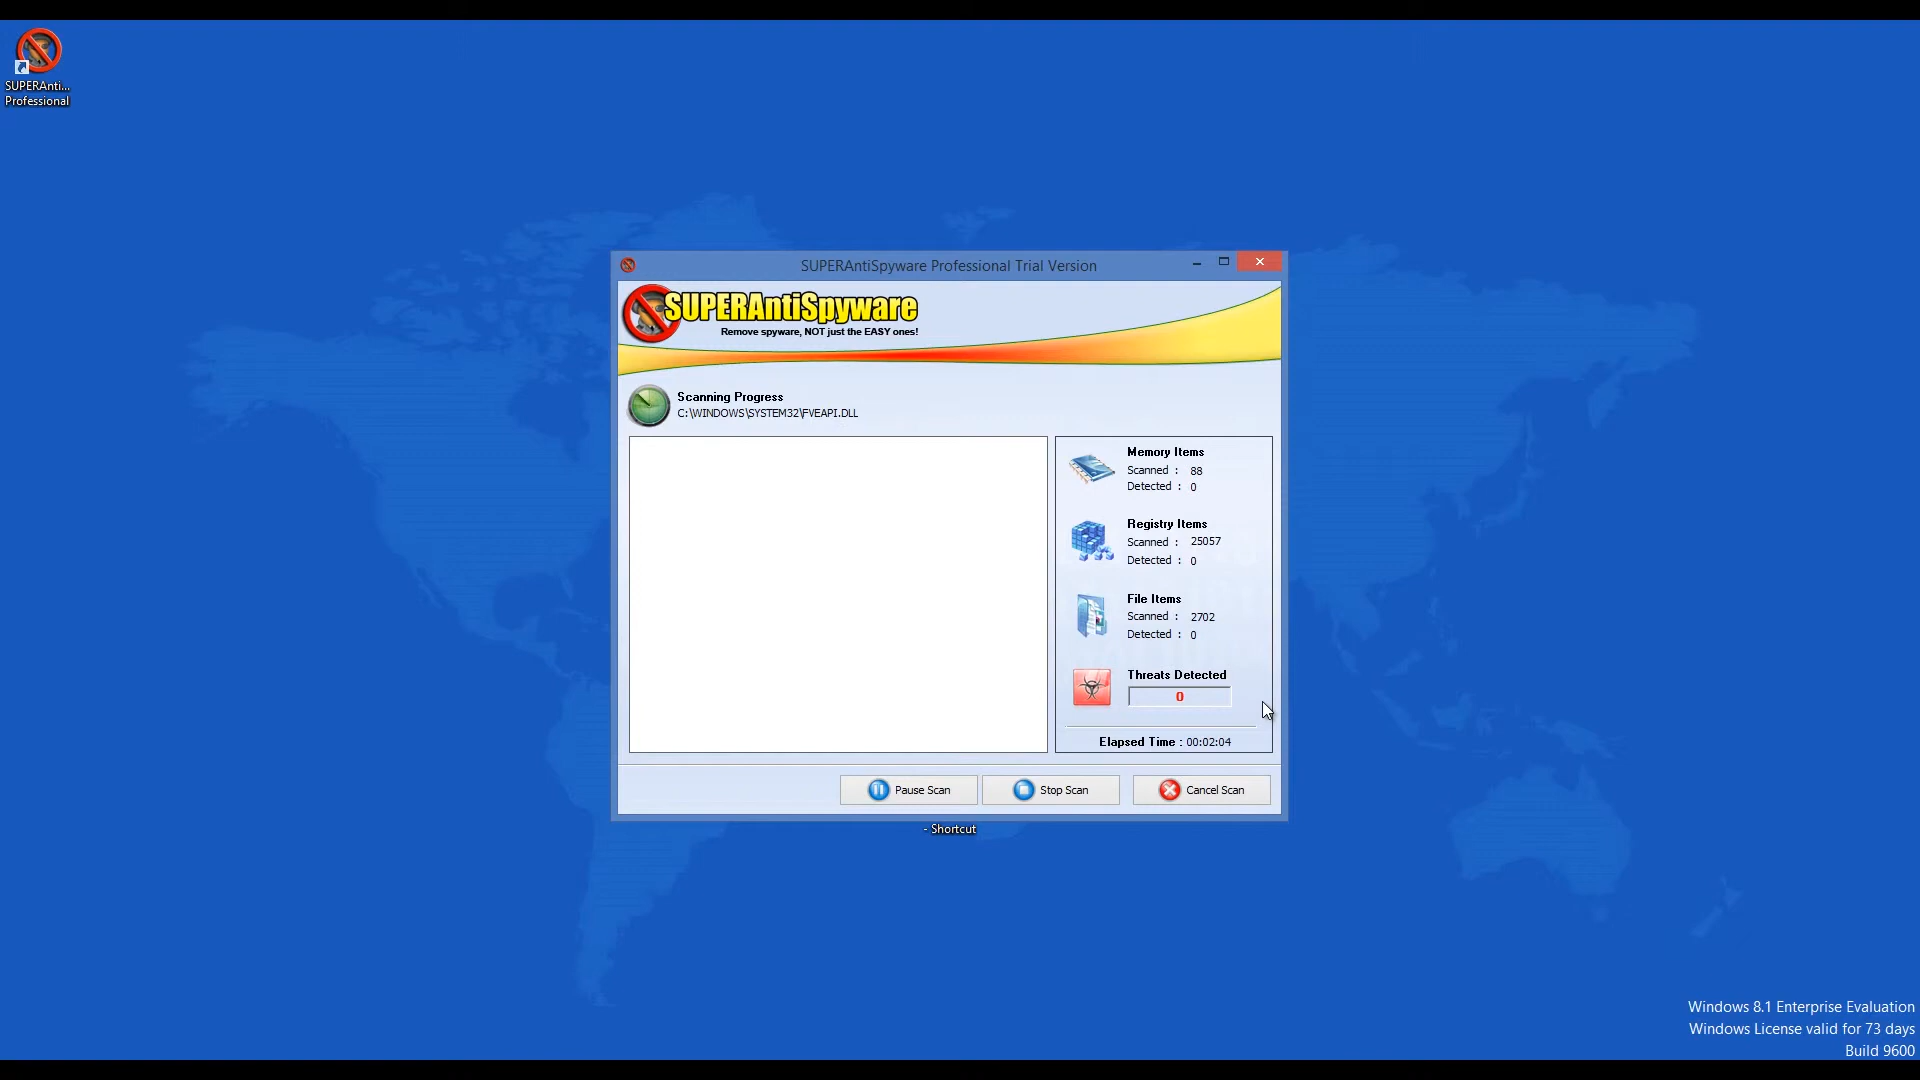 SUPERAnti...
Professional
SUPERAntiSpyware Professional Trial Version
SUPERAntiSpyware
Remove spyware, NOT just the EASY ones!
Scanning Progress
C:\WINDOWS\SYSTEM32\FVEAPI.DLL
Memory Items
Scanned : 88
Detected : 0
Registry Items
Scanned : 25057
Detected : 0
File Items
Scanned : 2702
Detected : 0
Threats Detected
0
Elapsed Time : 00:02:04
Pause Scan
Stop Scan
Cancel Scan
- Shortcut
Windows 8.1 Enterprise Evaluation
Windows License valid for 73 days
Build 9600